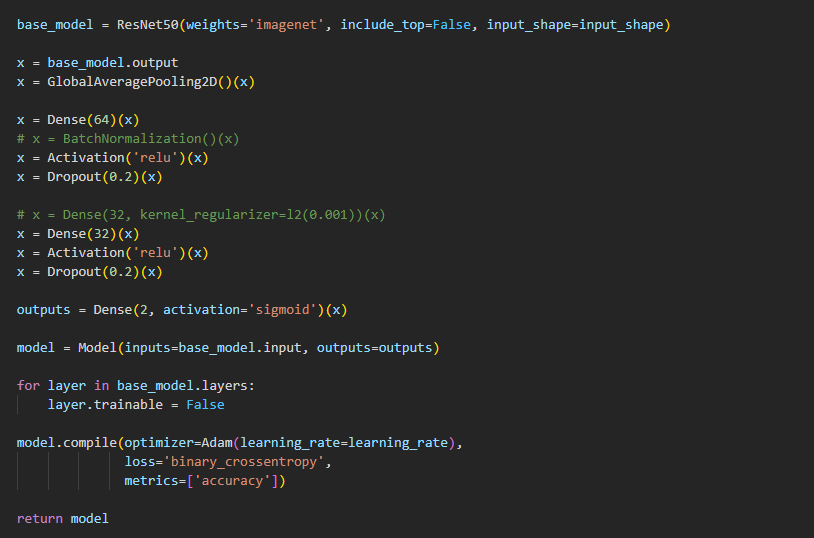 base_model = ResNet50(weights='imagenet', include_top=False, input_shape=input_shape)
x = base_model.output
x = GlobalAveragePooling2D()(x)
x = Dense(64)(x)
# x = BatchNormalization()(x)
x = Activation('relu')(x)
x = Dropout(0.2)(x)
# x = Dense(32, kernel_regularizer=l2(0.001))(x)
x = Dense(32)(x)
x = Activation('relu')(x)
x = Dropout(0.2)(x)
outputs = Dense(2, activation='sigmoid')(x)
model = Model(inputs=base_model.input, outputs=outputs)
for layer in base_model.layers:
    layer.trainable = False
model.compile(optimizer=Adam(learning_rate=learning_rate),
              loss='binary_crossentropy',
              metrics=['accuracy'])
return model